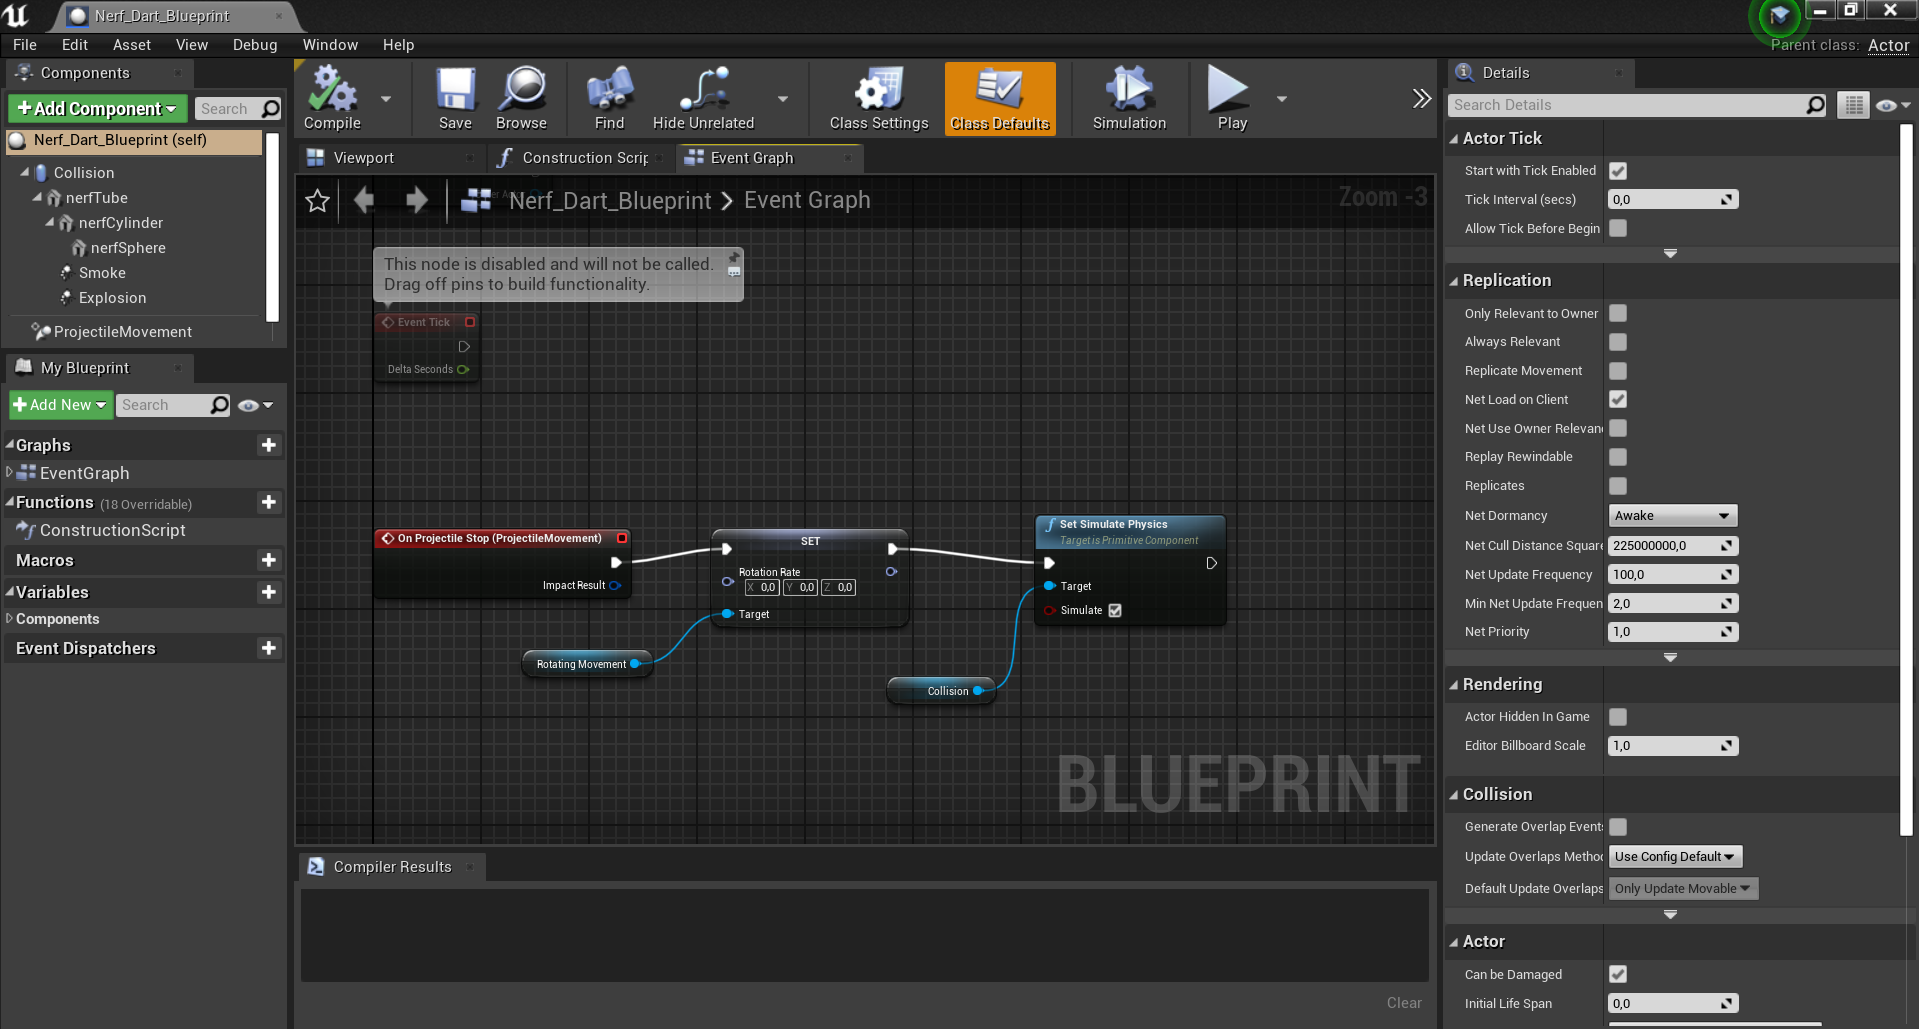 Nerf_Dart_Blueprint
File Edit Asset View Debug Window Help
Parent class: Actor
Components
+Add Component
Search
Nerf_Dart_Blueprint (self)
Collision
nerfTube
nerfCylinder
nerfSphere
Smoke
Explosion
ProjectileMovement
My Blueprint
+Add New
Search
Graphs
EventGraph
Functions (18 Overridable)
ConstructionScript
Macros
Variables
Components
Event Dispatchers
Compile
Save
Browse
Find
Hide Unrelated
Class Settings
Class Defaults
Simulation
Play
Viewport
Construction Scrip
Event Graph
Nerf_Dart_Blueprint > Event Graph
Zoom -3
This node is disabled and will not be called.
Drag off pins to build functionality.
Event Tick
Delta Seconds
On Projectile Stop (ProjectileMovement)
Impact Result
SET
Rotation Rate
X 0,0 Y 0,0 Z 0,0
Target
Rotating Movement
Set Simulate Physics
Target is Primitive Component
Target
Simulate
Collision
BLUEPRINT
Compiler Results
Clear
Details
Search Details
Actor Tick
Start with Tick Enabled
Tick Interval (secs) 0,0
Allow Tick Before Begin
Replication
Only Relevant to Owner
Always Relevant
Replicate Movement
Net Load on Client
Net Use Owner Relevan
Replay Rewindable
Replicates
Net Dormancy Awake
Net Cull Distance Square 225000000,0
Net Update Frequency 100,0
Min Net Update Frequen 2,0
Net Priority 1,0
Rendering
Actor Hidden In Game
Editor Billboard Scale 1,0
Collision
Generate Overlap Events
Update Overlaps Method Use Config Default
Default Update Overlaps Only Update Movable
Actor
Can be Damaged
Initial Life Span 0,0